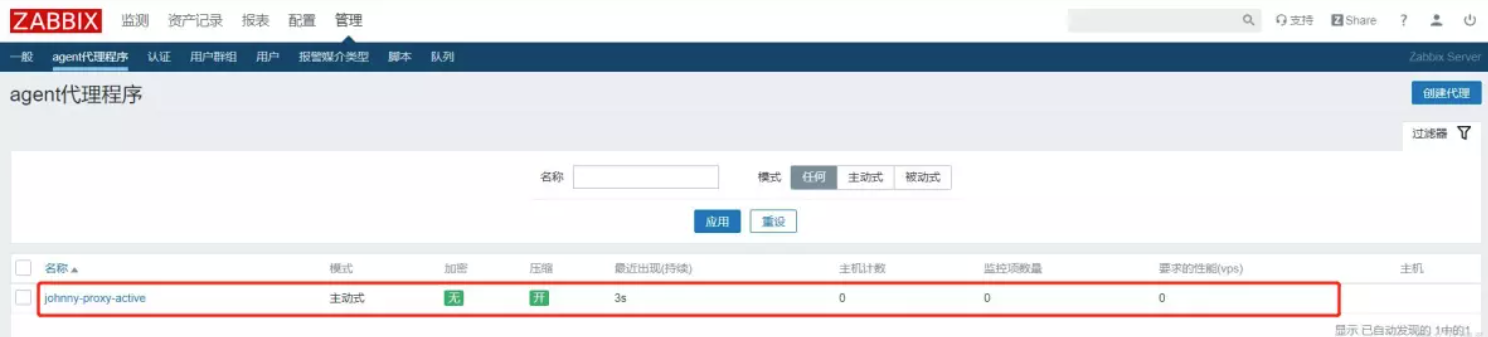 ZABBIX 监测 资产记录 报表 配置 管理 支持 Z Share ?
一般 agent代理程序 认证 用户群组 用户 报警媒介类型 脚本 队列 Zabbix Server
agent代理程序 创建代理
过滤器
名称 模式 任何 主动式 被动式
应用 重设
名称 模式 加密 压缩 最近出现(持续) 主机计数 监控项数量 要求的性能(vps) 主机
johnny-proxy-active 主动式 无 开 3s 0 0 0
显示 已自动发现的 1中的1